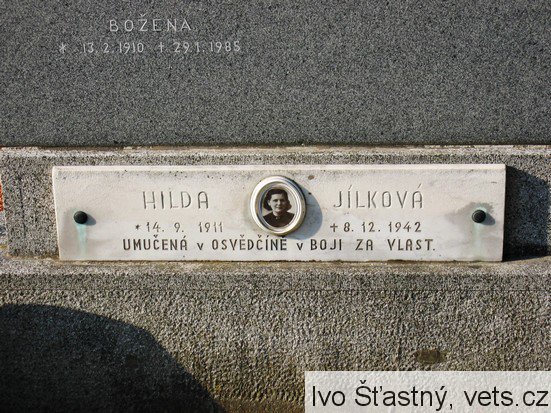 BOŽENA
* 13.2.1910 + 29.1.1985
HILDA JÍLKOVÁ
*14. 9. 1911 +8. 12. 1942
UMUČENÁ v OSVĚDČÍNĚ v BOJI ZA VLAST.
Ivo Šťastný, vets.cz